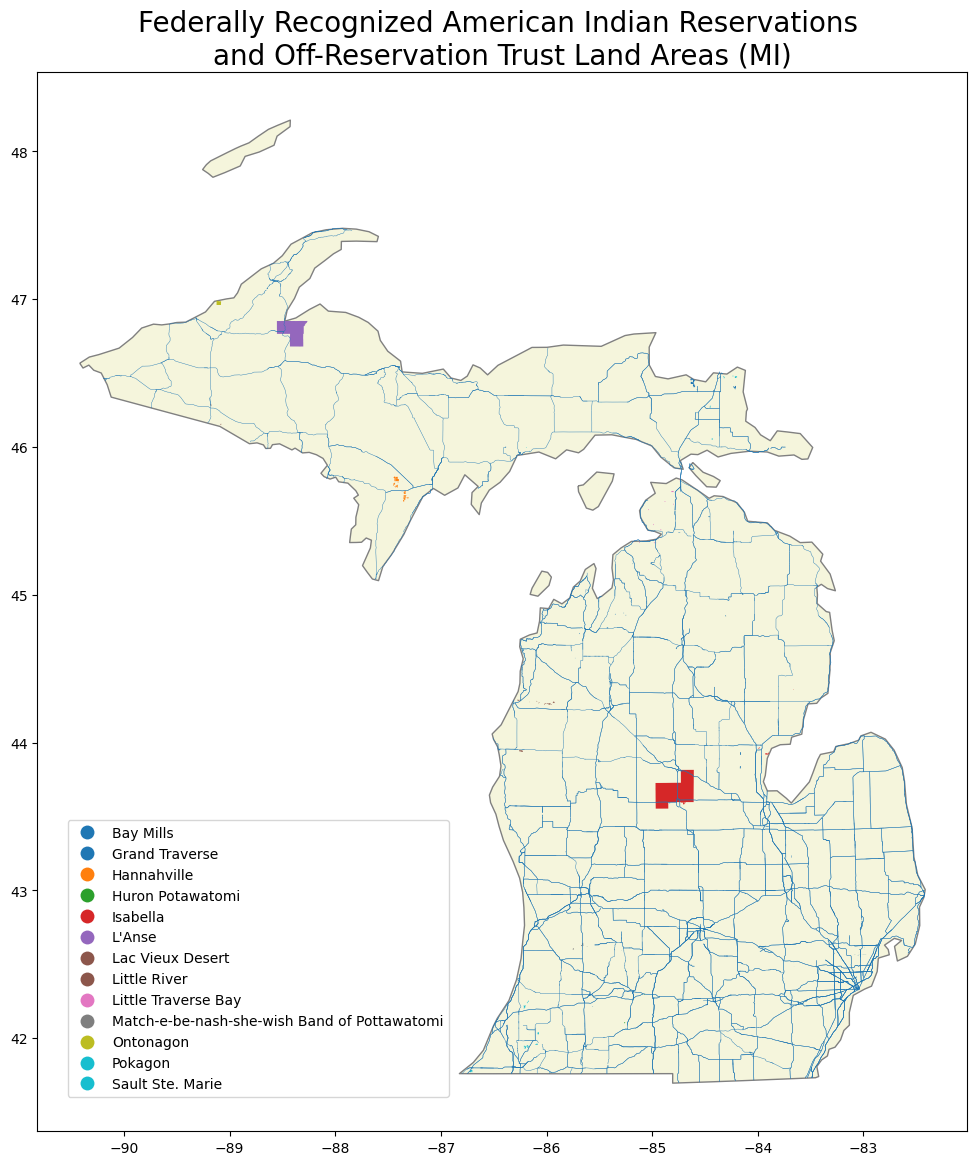 Federally Recognized American Indian Reservations
and Off-Reservation Trust Land Areas (MI)
48
47
46
45
44
43
42
Bay Mills
Grand Traverse
Hannahville
Huron Potawatomi
Isabella
L'Anse
Lac Vieux Desert
Little River
Little Traverse Bay
Match-e-be-nash-she-wish Band of Pottawatomi
Ontonagon
Pokagon
Sault Ste. Marie
−90 −89 −88 −87 −86 −85 −84 −83